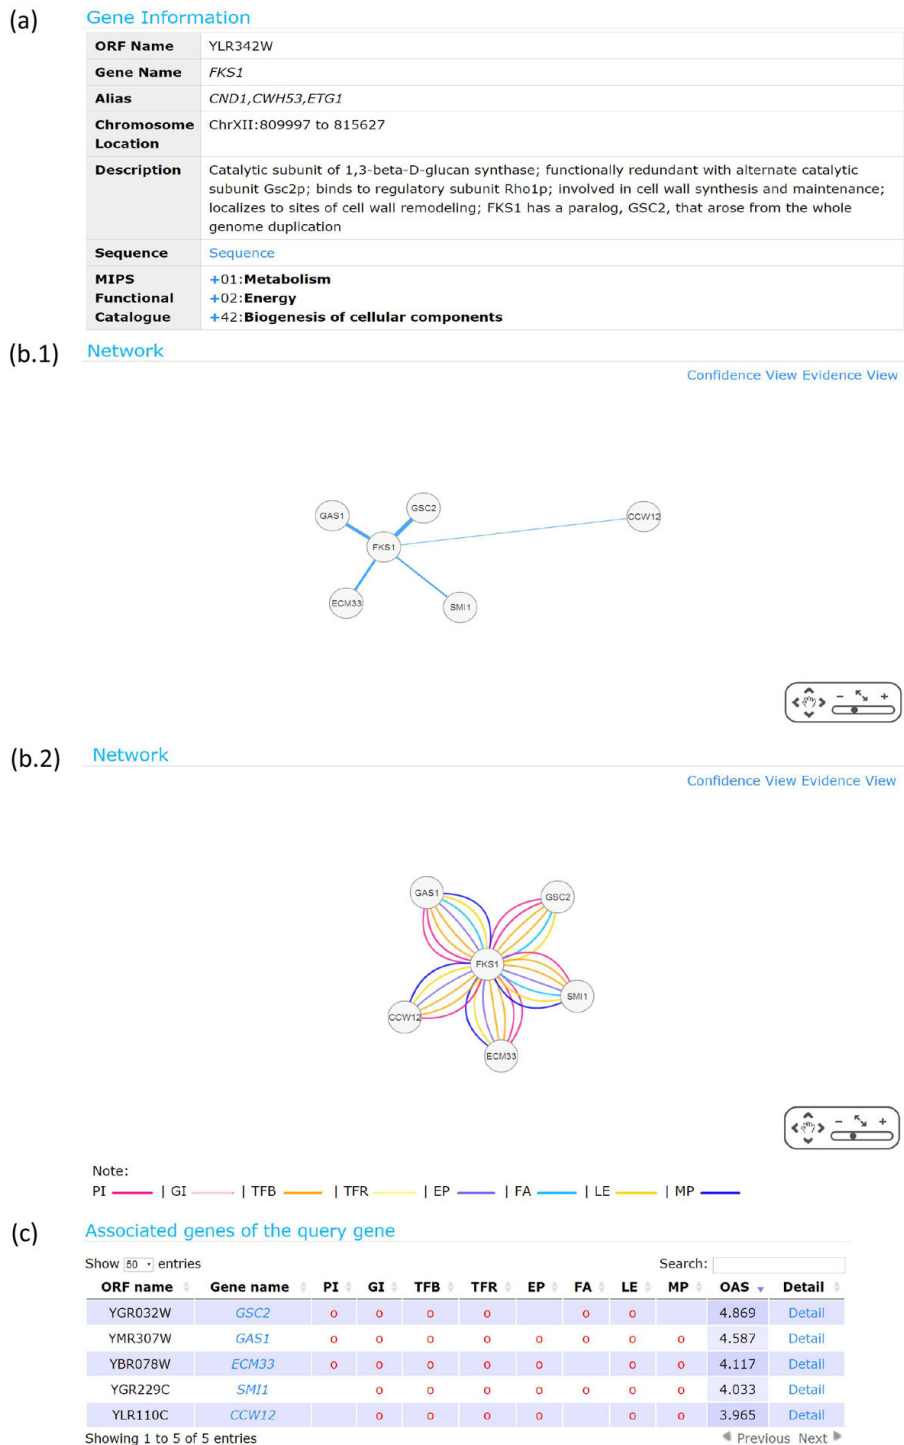 (a)
Gene Information
ORF Name YLR342W
Gene Name FKS1
Alias CND1,CWH53,ETG1
Chromosome Location ChrXII:809997 to 815627
Description Catalytic subunit of 1,3-beta-D-glucan synthase; functionally redundant with alternate catalytic
subunit Gsc2p; binds to regulatory subunit Rho1p; involved in cell wall synthesis and maintenance;
localizes to sites of cell wall remodeling; FKS1 has a paralog, GSC2, that arose from the whole
genome duplication
Sequence Sequence
MIPS +01:Metabolism
Functional +02:Energy
Catalogue +42:Biogenesis of cellular components
(b.1)
Network
Confidence View Evidence View
GAS1
GSC2
CCW12
FKS1
ECM33
SMI1
(b.2)
Network
Confidence View Evidence View
GAS1
GSC2
FKS1
SMI1
CCW12
ECM33
Note:
PI | GI | TFB | TFR | EP | FA | LE | MP
(c)
Associated genes of the query gene
Show 50 entries Search:
ORF name Gene name PI GI TFB TFR EP FA LE MP OAS Detail
YGR032W GSC2 o o o o o o 4.869 Detail
YMR307W GAS1 o o o o o o o o 4.587 Detail
YBR078W ECM33 o o o o o o o 4.117 Detail
YGR229C SMI1 o o o o o o o 4.033 Detail
YLR110C CCW12 o o o o o o 3.965 Detail
Showing 1 to 5 of 5 entries Previous Next